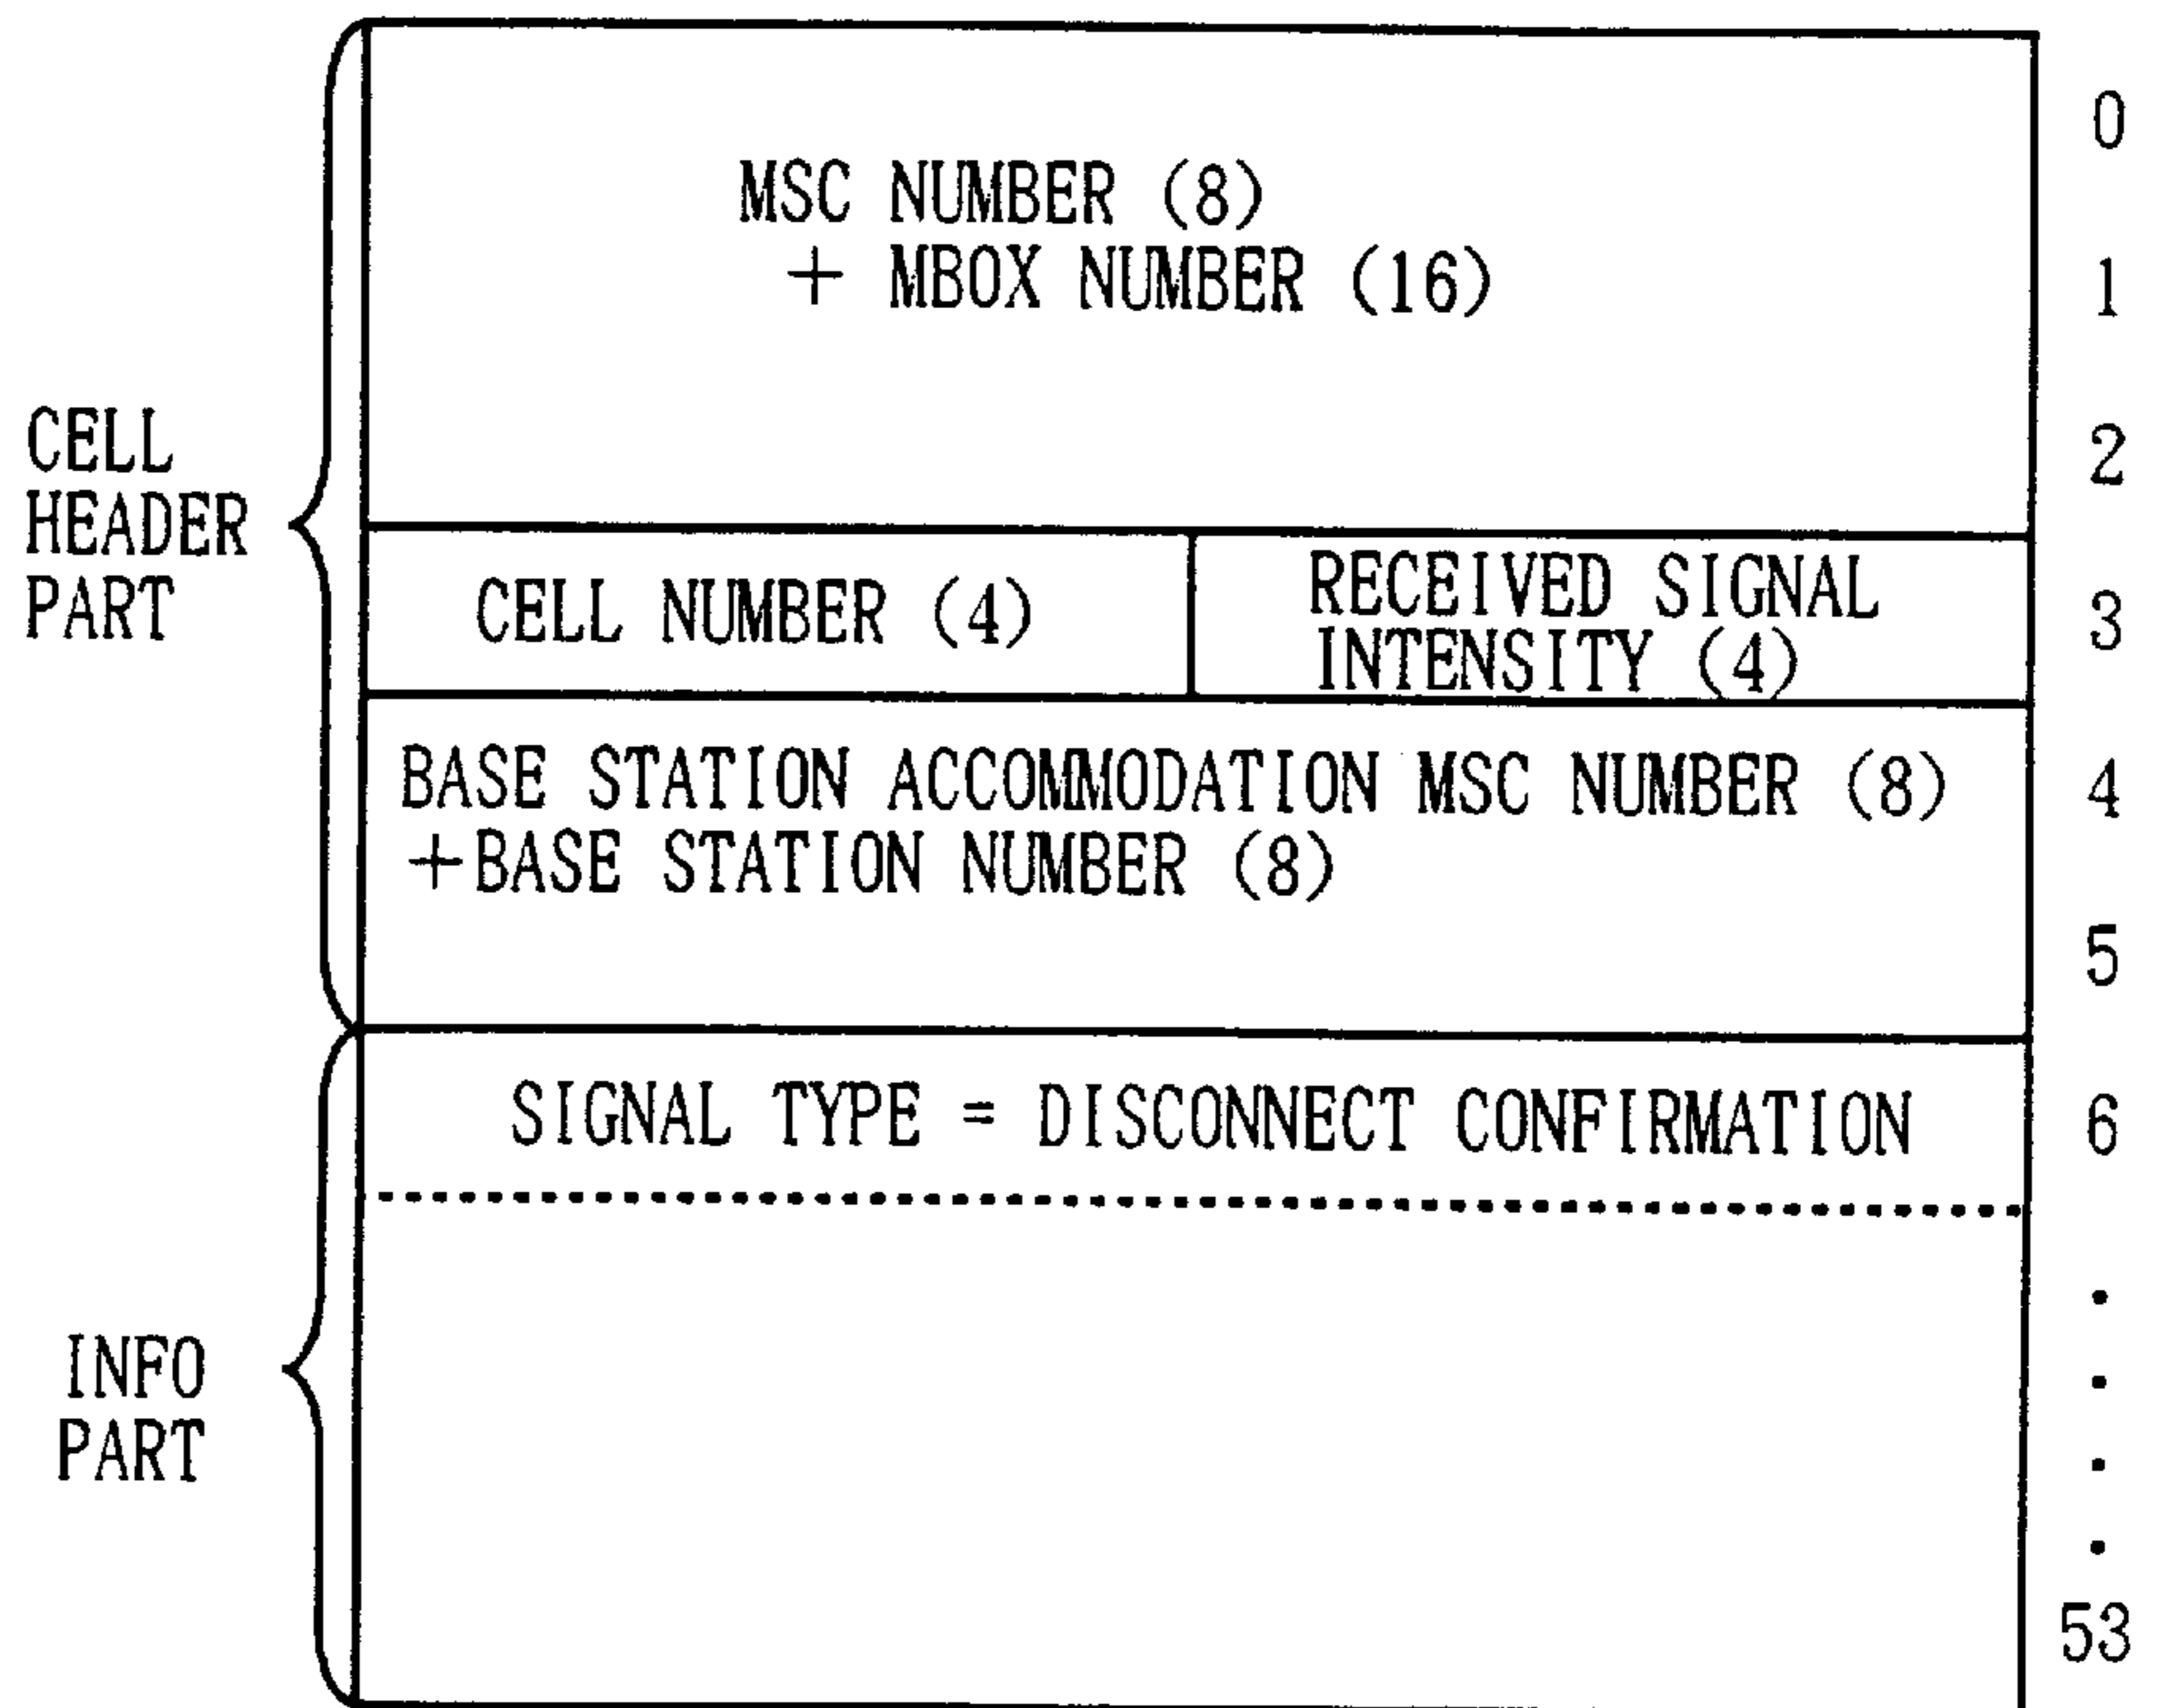 MSC NUMBER (8)
+ MBOX NUMBER (16)
CELL
HEADER
PART
CELL NUMBER (4)
RECEIVED SIGNAL
INTENSITY (4)
BASE STATION ACCOMMODATION MSC NUMBER (8)
+BASE STATION NUMBER (8)
SIGNAL TYPE = DISCONNECT CONFIRMATION
INFO
PART
0
1
2
3
4
5
6
53